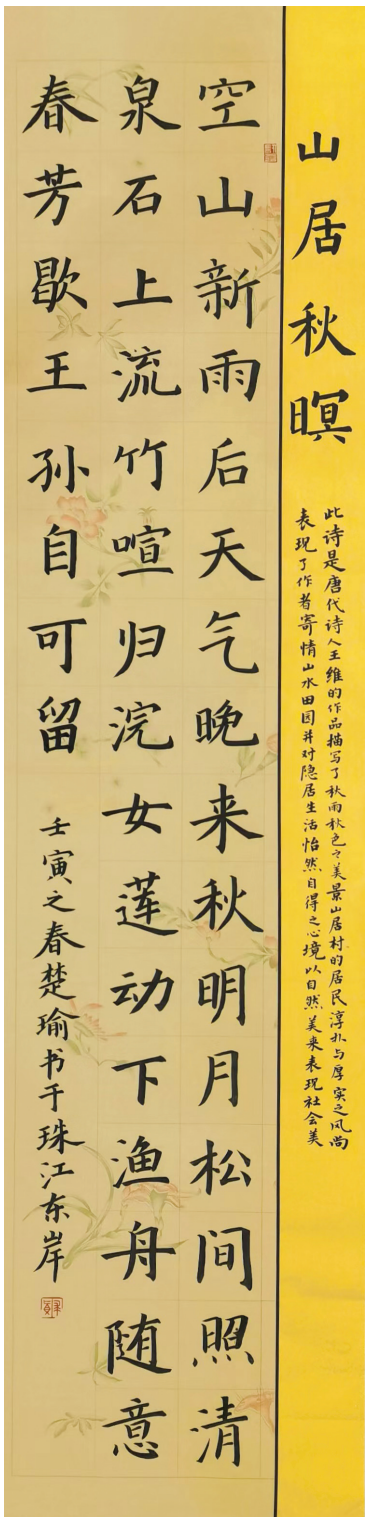 山居秋暝
此诗是唐代诗人王维的作品描写了秋雨秋色之美景山居村的居民淳朴与厚实之风尚
表现了作者寄情山水田园并对隐居生活怡然自得之心境以自然美来表现社会美
空山新雨后天气晚来秋明月松间照清
泉石上流竹喧归浣女莲动下渔舟随意
春芳歇王孙自可留
壬寅之春楚瑜书于珠江东岸